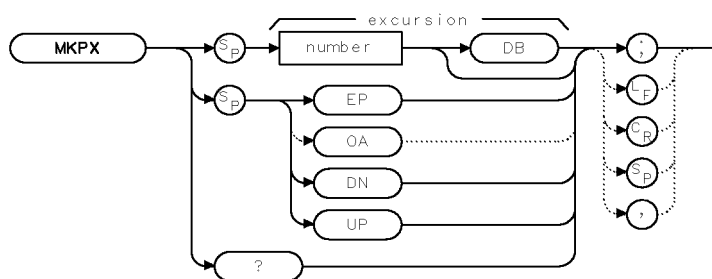 excursion
MKPX
SP
number
DB
;
SP
EP
LF
OA
CR
DN
SP
UP
,
?